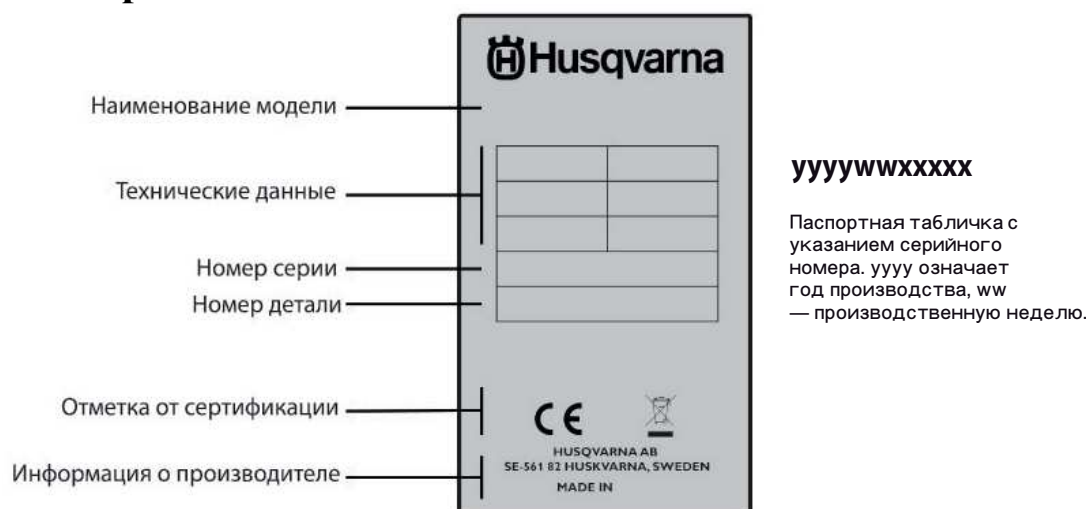 Husqvarna
Наименование модели
Технические данные
Номер серии
Номер детали
Отметка от сертификации
Информация о производителе
CE
HUSQVARNA AB
SE-561 82 HUSKVARNA, SWEDEN
MADE IN
yyyywwxxxxx
Паспортная табличка с
указанием серийного
номера. yyyy означает
год производства, ww
— производственную неделю.